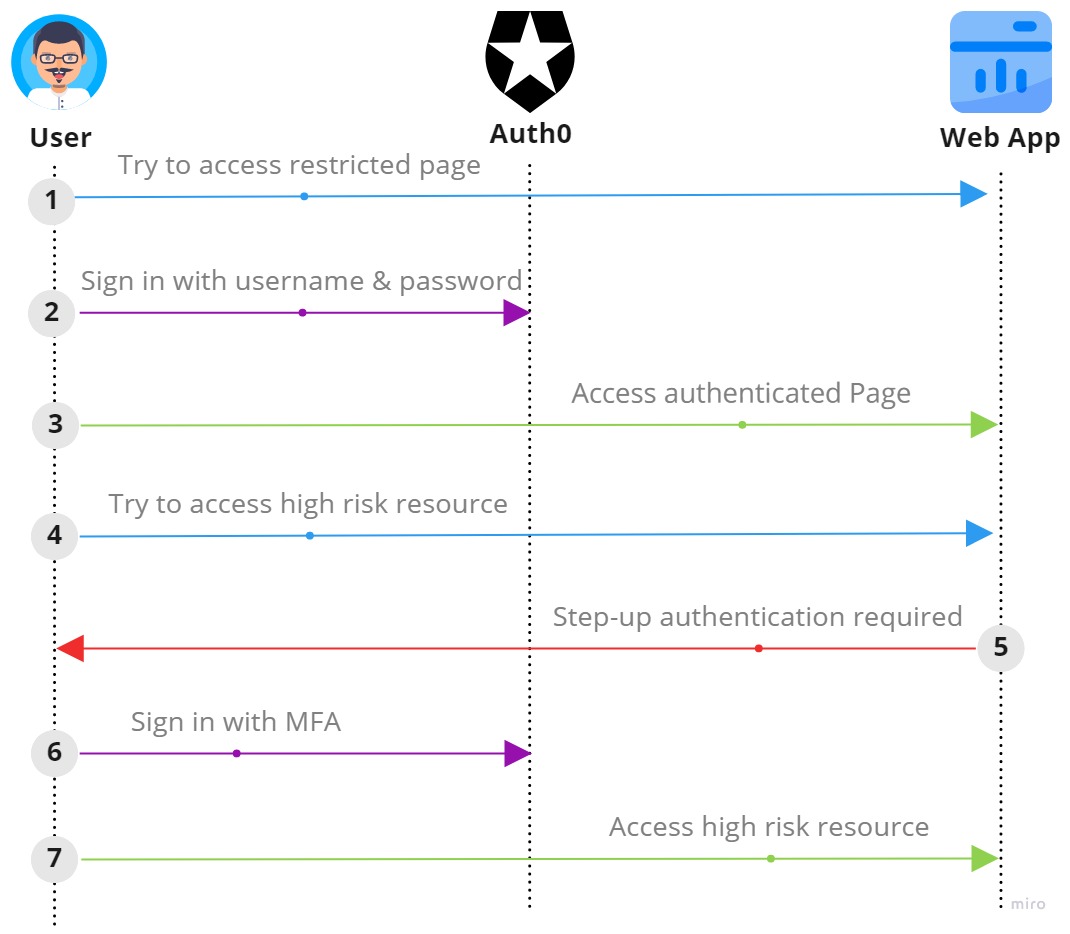 User
Auth0
Web App
Try to access restricted page
1
Sign in with username & password
2
Access authenticated Page
3
Try to access high risk resource
4
Step-up authentication required
5
Sign in with MFA
6
Access high risk resource
7
miro